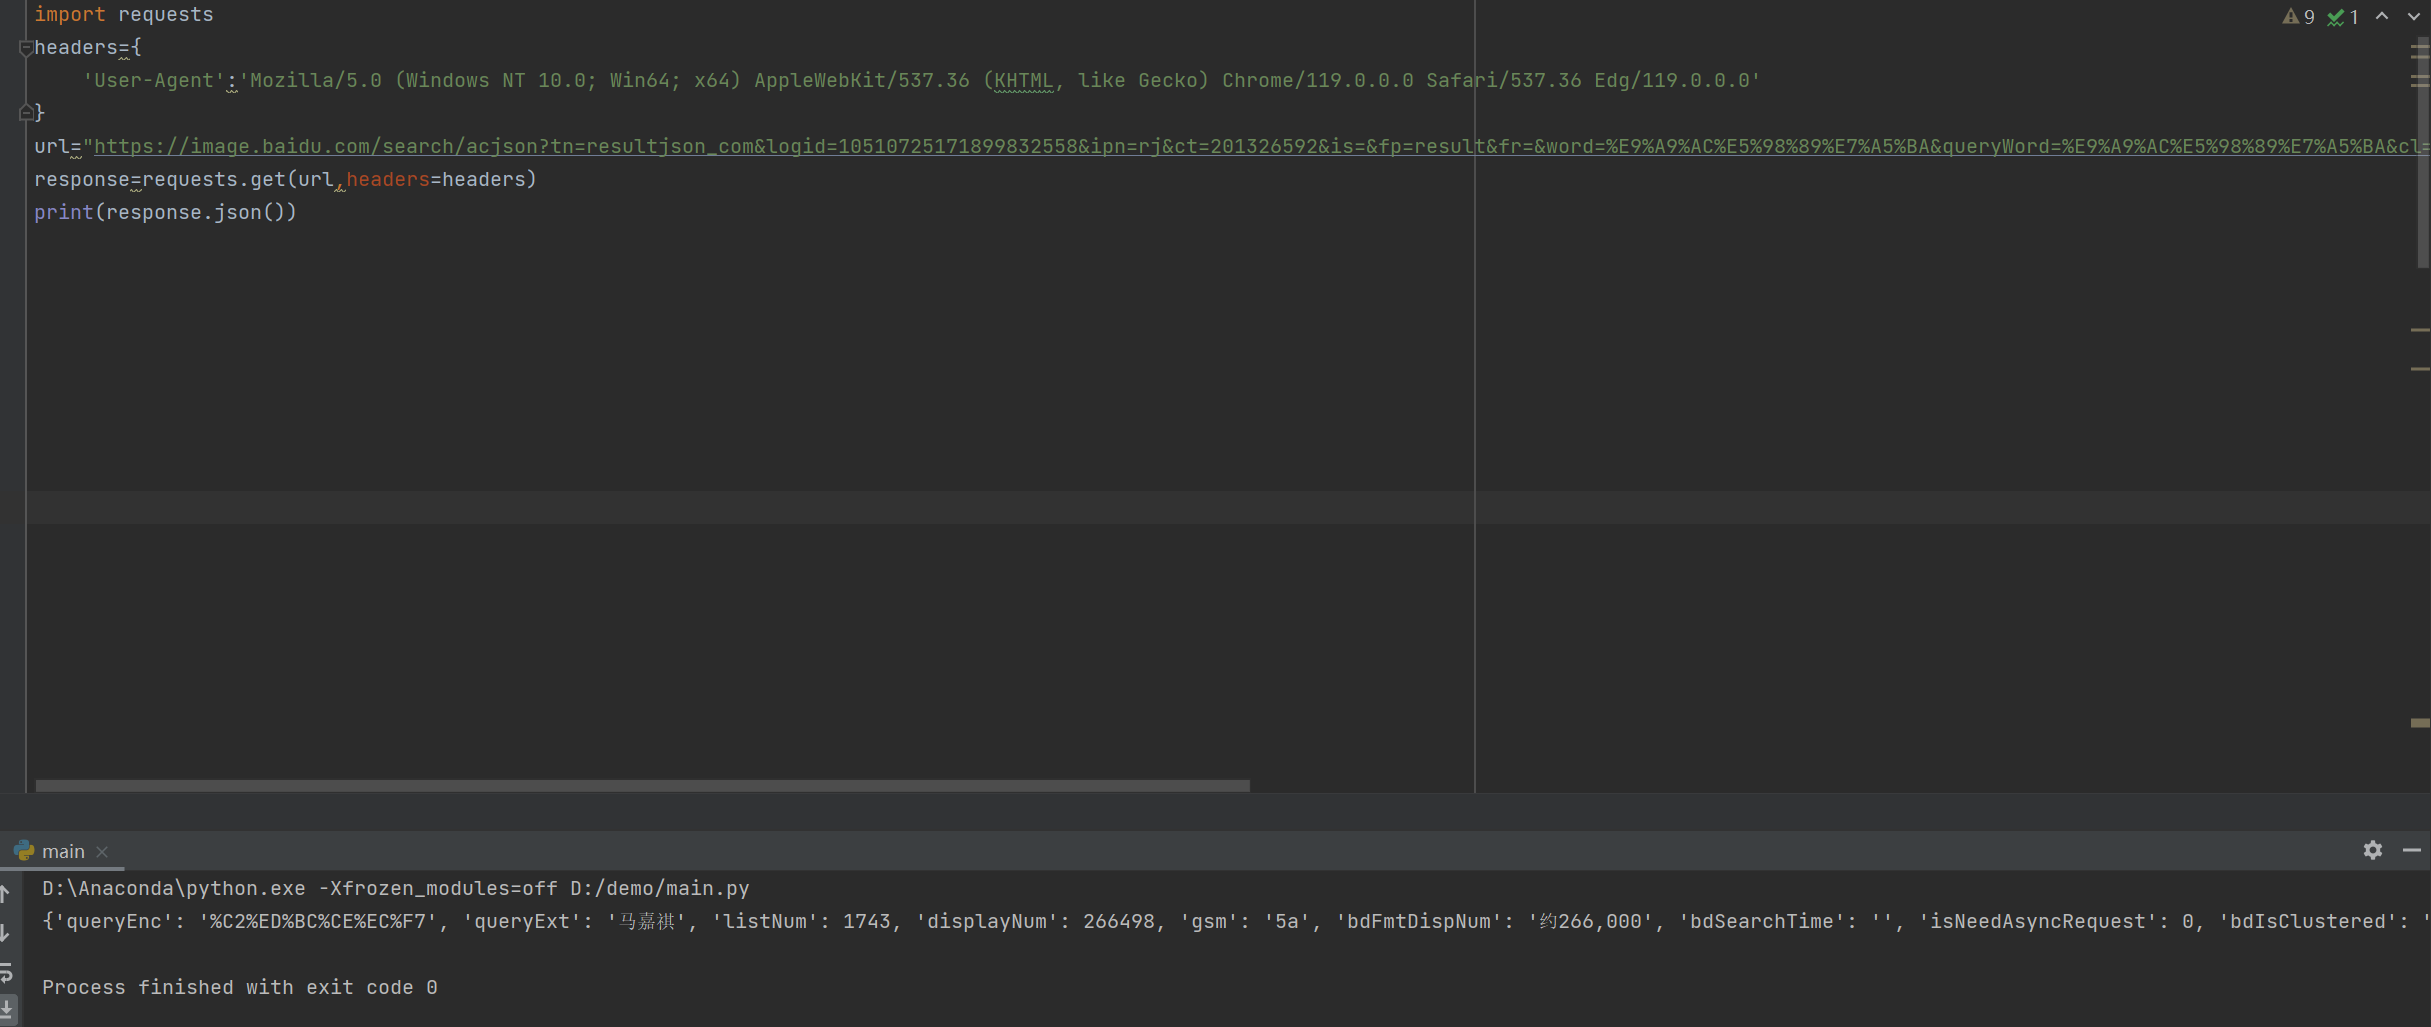 import requests
9 1
headers={
'User-Agent':'Mozilla/5.0 (Windows NT 10.0; Win64; x64) AppleWebKit/537.36 (KHTML, like Gecko) Chrome/119.0.0.0 Safari/537.36 Edg/119.0.0.0'
}
url="https://image.baidu.com/search/acjson?tn=resultjson_com&logid=10510725171899832558&ipn=rj&ct=201326592&is=&fp=result&fr=&word=%E9%A9%AC%E5%98%89%E7%A5%BA&queryWord=%E9%A9%AC%E5%98%89%E7%A5%BA&cl=
response=requests.get(url,headers=headers)
print(response.json())
main
D:\Anaconda\python.exe -Xfrozen_modules=off D:/demo/main.py
{'queryEnc': '%C2%ED%BC%CE%EC%F7', 'queryExt': '马嘉祺', 'listNum': 1743, 'displayNum': 266498, 'gsm': '5a', 'bdFmtDispNum': '约266,000', 'bdSearchTime': '', 'isNeedAsyncRequest': 0, 'bdIsClustered': '
Process finished with exit code 0